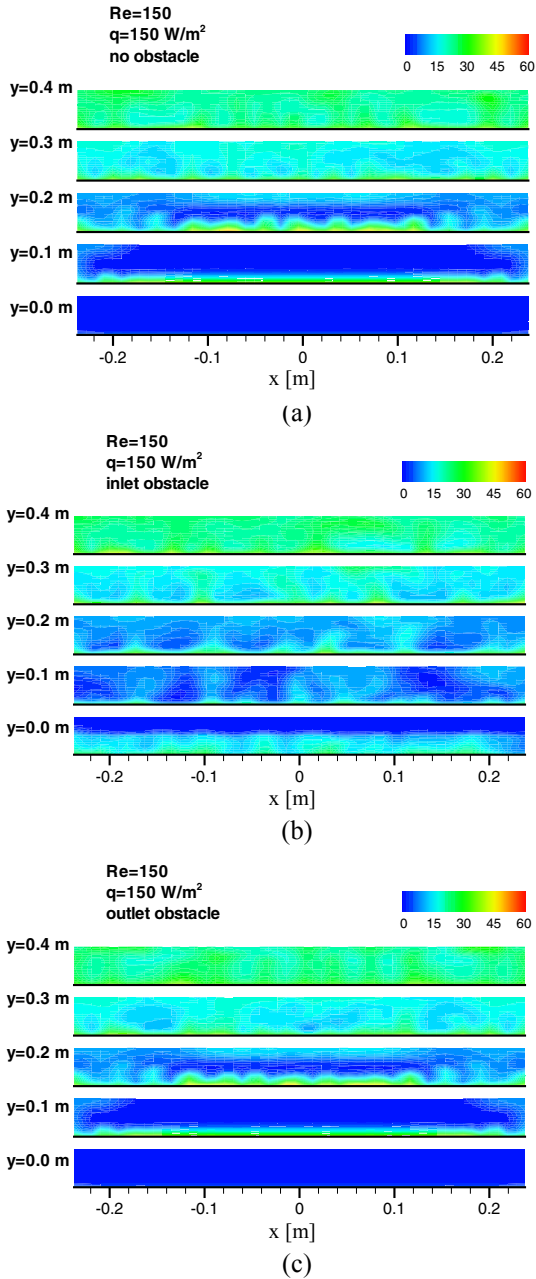 Re=150
q=150 W/m²
no obstacle
0 15 30 45 60
y=0.4 m
y=0.3 m
y=0.2 m
y=0.1 m
y=0.0 m
-0.2 -0.1 0 0.1 0.2
x [m]
(a)
Re=150
q=150 W/m²
inlet obstacle
0 15 30 45 60
y=0.4 m
y=0.3 m
y=0.2 m
y=0.1 m
y=0.0 m
-0.2 -0.1 0 0.1 0.2
x [m]
(b)
Re=150
q=150 W/m²
outlet obstacle
0 15 30 45 60
y=0.4 m
y=0.3 m
y=0.2 m
y=0.1 m
y=0.0 m
-0.2 -0.1 0 0.1 0.2
x [m]
(c)